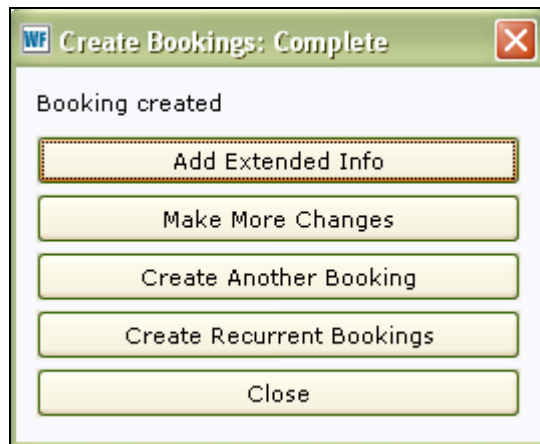 WF Create Bookings: Complete
Booking created
Add Extended Info
Make More Changes
Create Another Booking
Create Recurrent Bookings
Close